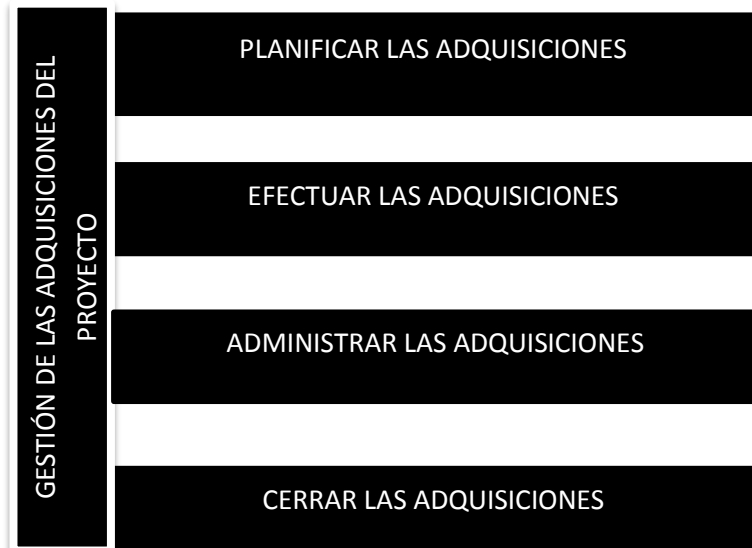 GESTIÓN DE LAS ADQUISICIONES DEL
PROYECTO
PLANIFICAR LAS ADQUISICIONES
EFECTUAR LAS ADQUISICIONES
ADMINISTRAR LAS ADQUISICIONES
CERRAR LAS ADQUISICIONES